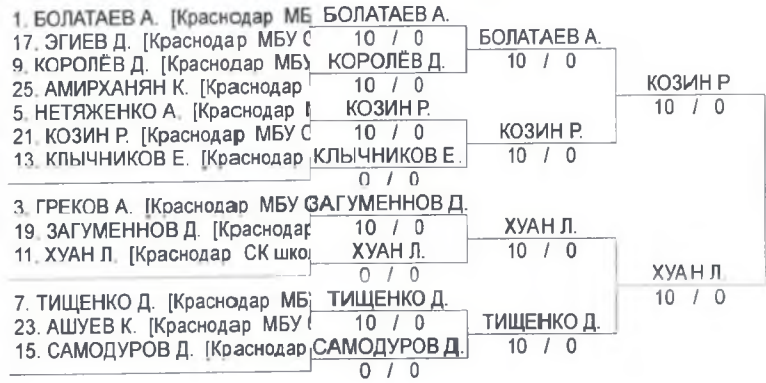 1. БОЛАТАЕВ А. [Краснодар МБ
17. ЭГИЕВ Д. [Краснодар МБУ С
9. КОРОЛЁВ Д. [Краснодар МБУ
25. АМИРХАНЯН К. [Краснодар
5. НЕТЯЖЕНКО А. [Краснодар
21. КОЗИН Р. [Краснодар МБУ С
13. КЛЫЧНИКОВ Е. [Краснодар
3. ГРЕКОВ А. [Краснодар МБУ
19. ЗАГУМЕННОВ Д. [Краснодар
11. ХУАН Л. [Краснодар СК шко
7. ТИЩЕНКО Д. [Краснодар МБ
23. АШУЕВ К. [Краснодар МБУ
15. САМОДУРОВ Д. [Краснодар
БОЛАТАЕВ А.
10 / 0
КОРОЛЁВ Д.
10 / 0
КОЗИН Р.
10 / 0
КЛЫЧНИКОВ Е.
0 / 0
ЗАГУМЕННОВ Д.
10 / 0
ХУАН Л.
0 / 0
ТИЩЕНКО Д.
10 / 0
САМОДУРОВ Д.
0 / 0
БОЛАТАЕВ А.
10 / 0
КОЗИН Р.
10 / 0
ХУАН Л.
10 / 0
ТИЩЕНКО Д.
10 / 0
КОЗИН Р
10 / 0
ХУАН Л
10 / 0